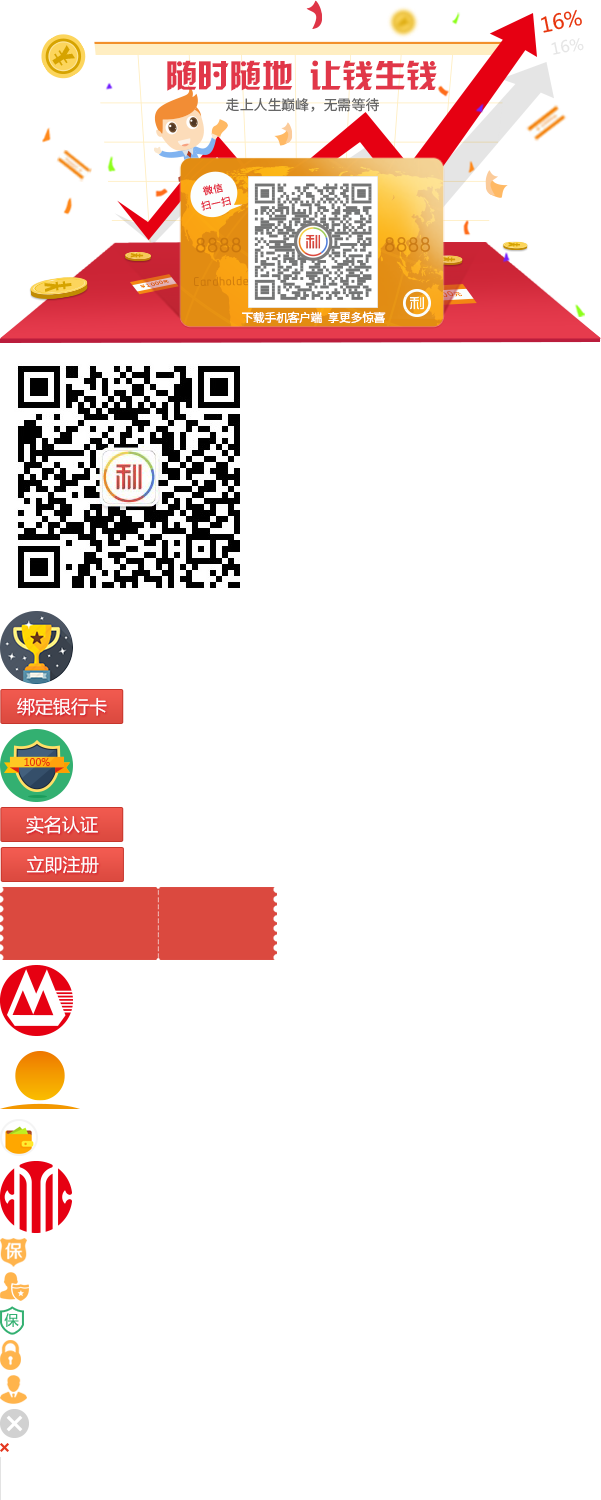 16%
16%
随时随地 让钱生钱
走上人生巅峰，无需等待
微信
扫一扫
利
8888
8888
Cardholde
利
下载手机客户端 享更多惊喜
利
绑定银行卡
100%
实名认证
立即注册
保
保